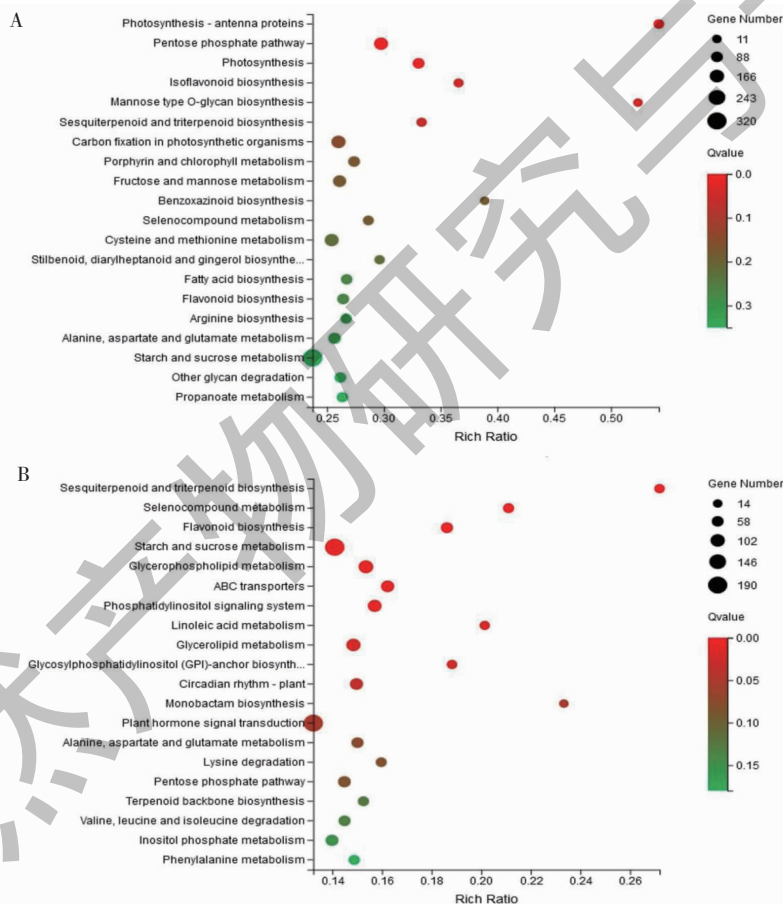 A
Photosynthesis - antenna proteins
Pentose phosphate pathway
Photosynthesis
Isoflavonoid biosynthesis
Mannose type O-glycan biosynthesis
Sesquiterpenoid and triterpenoid biosynthesis
Carbon fixation in photosynthetic organisms
Porphyrin and chlorophyll metabolism
Fructose and mannose metabolism
Benzoxazinoid biosynthesis
Selenocompound metabolism
Cysteine and methionine metabolism
Stilbenoid, diarylheptanoid and gingerol biosynthe...
Fatty acid biosynthesis
Flavonoid biosynthesis
Arginine biosynthesis
Alanine, aspartate and glutamate metabolism
Starch and sucrose metabolism
Other glycan degradation
Propanoate metabolism
0.25 0.30 0.35 0.40 0.45 0.50
Rich Ratio
Gene Number
11
88
166
243
320
Qvalue
0.0
0.1
0.2
0.3
B
Sesquiterpenoid and triterpenoid biosynthesis
Selenocompound metabolism
Flavonoid biosynthesis
Starch and sucrose metabolism
Glycerophospholipid metabolism
ABC transporters
Phosphatidylinositol signaling system
Linoleic acid metabolism
Glycerolipid metabolism
Glycosylphosphatidylinositol (GPI)-anchor biosynth...
Circadian rhythm - plant
Monobactam biosynthesis
Plant hormone signal transduction
Alanine, aspartate and glutamate metabolism
Lysine degradation
Pentose phosphate pathway
Terpenoid backbone biosynthesis
Valine, leucine and isoleucine degradation
Inositol phosphate metabolism
Phenylalanine metabolism
0.14 0.16 0.18 0.20 0.22 0.24 0.26
Rich Ratio
Gene Number
14
58
102
146
190
Qvalue
0.00
0.05
0.10
0.15
然产物研究与